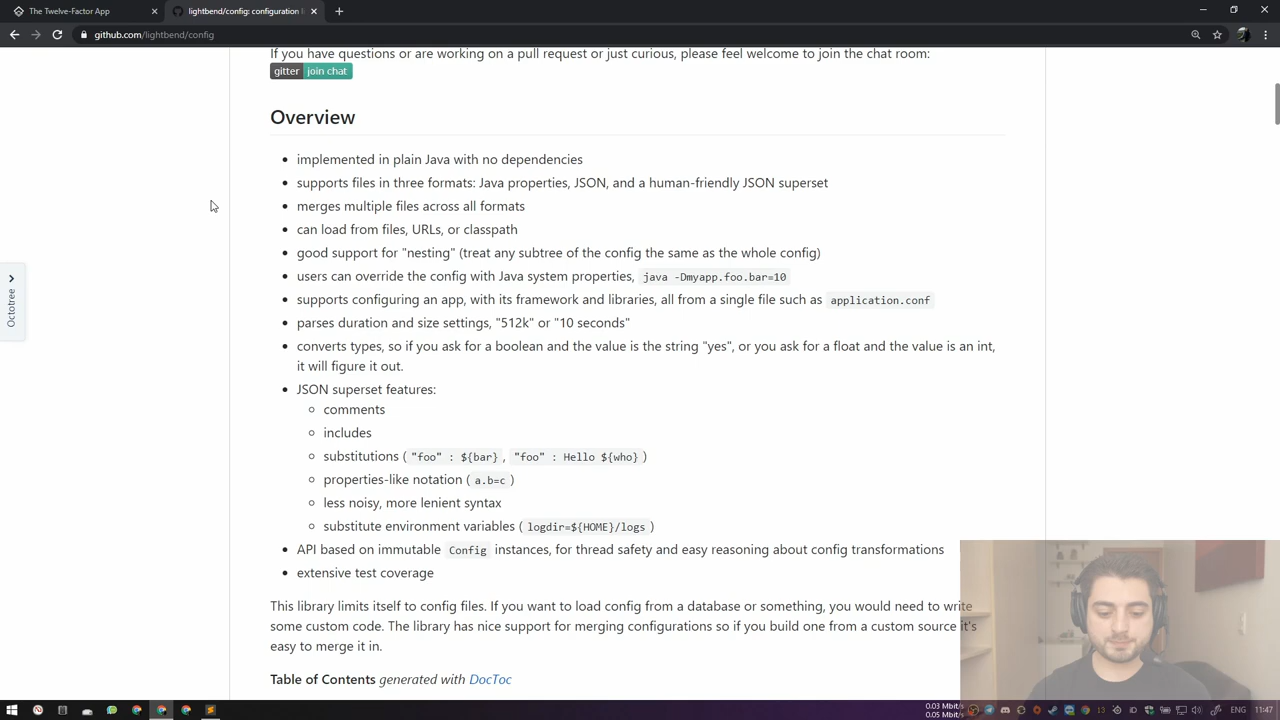 The Twelve-Factor App
lightbend/config: configuration l
github.com/lightbend/config
If you have questions or are working on a pull request or just curious, please feel welcome to join the chat room:
gitter join chat
Overview
implemented in plain Java with no dependencies
supports files in three formats: Java properties, JSON, and a human-friendly JSON superset
merges multiple files across all formats
can load from files, URLs, or classpath
good support for "nesting" (treat any subtree of the config the same as the whole config)
users can override the config with Java system properties, java -Dmyapp.foo.bar=10
supports configuring an app, with its framework and libraries, all from a single file such as application.conf
parses duration and size settings, "512k" or "10 seconds"
converts types, so if you ask for a boolean and the value is the string "yes", or you ask for a float and the value is an int,
it will figure it out.
JSON superset features:
comments
includes
substitutions ( "foo" : ${bar} , "foo" : Hello ${who} )
properties-like notation ( a.b=c )
less noisy, more lenient syntax
substitute environment variables ( logdir=${HOME}/logs )
API based on immutable Config instances, for thread safety and easy reasoning about config transformations
extensive test coverage
This library limits itself to config files. If you want to load config from a database or something, you would need to write
some custom code. The library has nice support for merging configurations so if you build one from a custom source it's
easy to merge it in.
Table of Contents generated with DocToc
Octotree
0.03 Mbit/s
0.05 Mbit/s
13
ENG
11:47